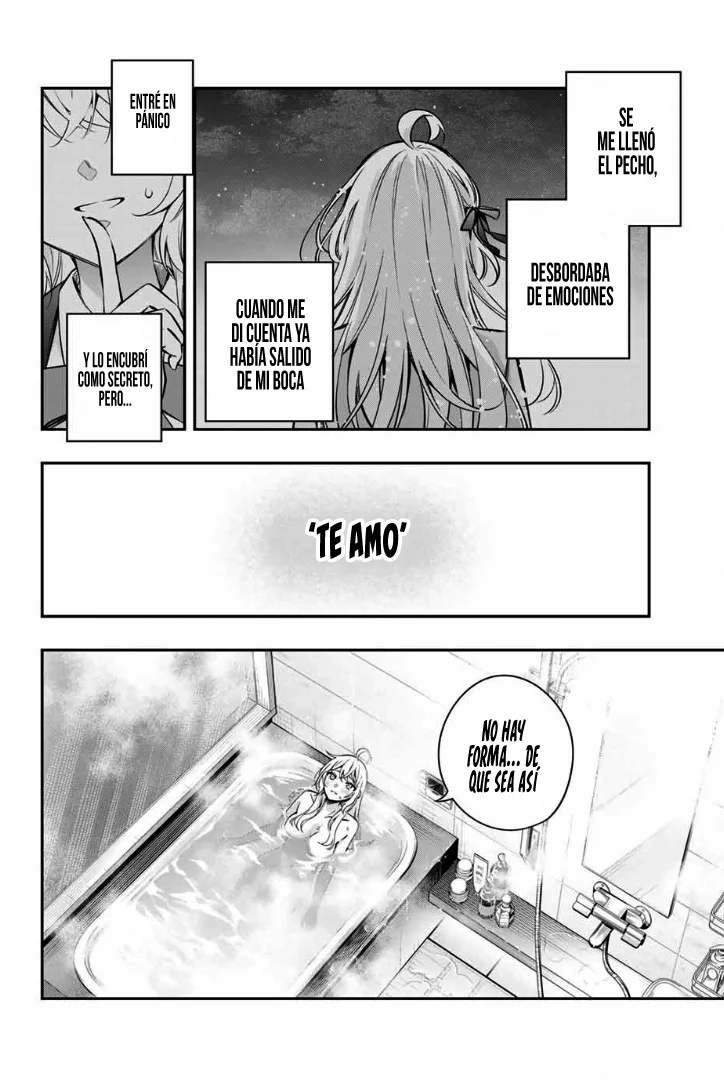 SE
ME LLENÓ
EL PECHO,
DESBORDABA
DE EMOCIONES
CUANDO ME
DI CUENTA YA
HABÍA SALIDO
DE MI BOCA
ENTRÉ EN
PÁNICO
Y LO ENCUBRÍ
COMO SECRETO,
PERO...
'TE AMO'
NO HAY
FORMA... DE
QUE SEA ASÍ